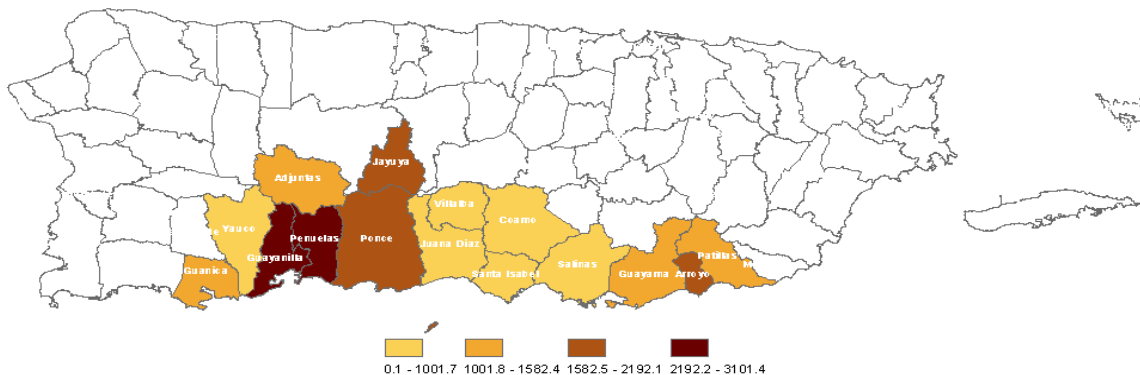 Jayuya
Adjuntas
Villalba
Coamo
Yauco
Penuelas
Ponce
Juana Diaz
Guayanilla
Patillas
Salinas
Guanica
Santa Isabel
Guayama
Arroyo
0.1 - 1001.7
1001.8 - 1582.4
1582.5 - 2192.1
2192.2 - 3101.4